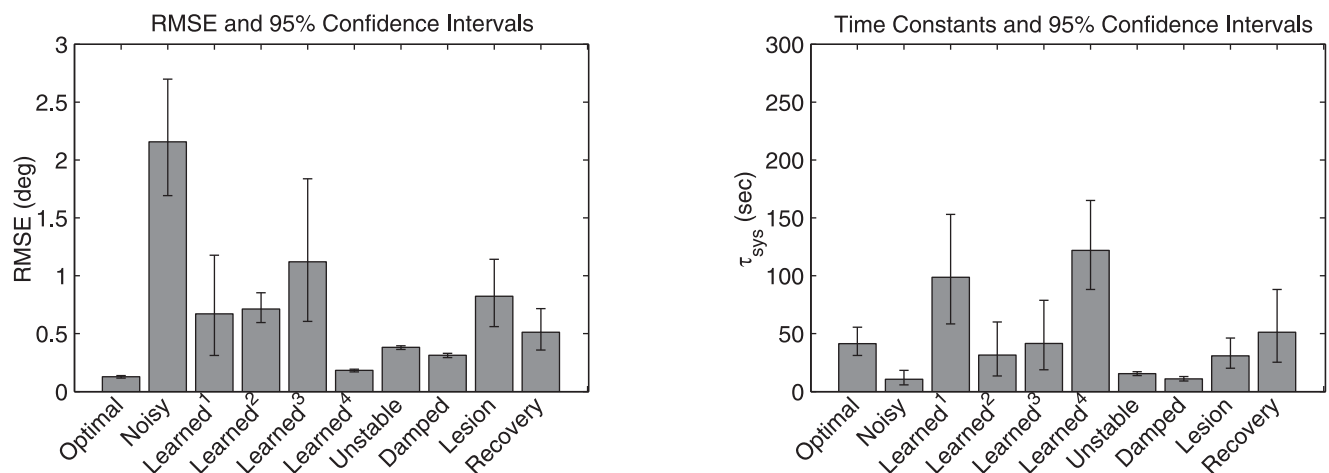 RMSE and 95% Confidence Intervals
3
2.5
2
1.5
1
0.5
0
RMSE (deg)
Optimal
Noisy
Learned¹
Learned²
Learned³
Learned⁴
Unstable
Damped
Lesion
Recovery
Time Constants and 95% Confidence Intervals
300
250
200
150
100
50
0
τsys (sec)
Optimal
Noisy
Learned¹
Learned²
Learned³
Learned⁴
Unstable
Damped
Lesion
Recovery